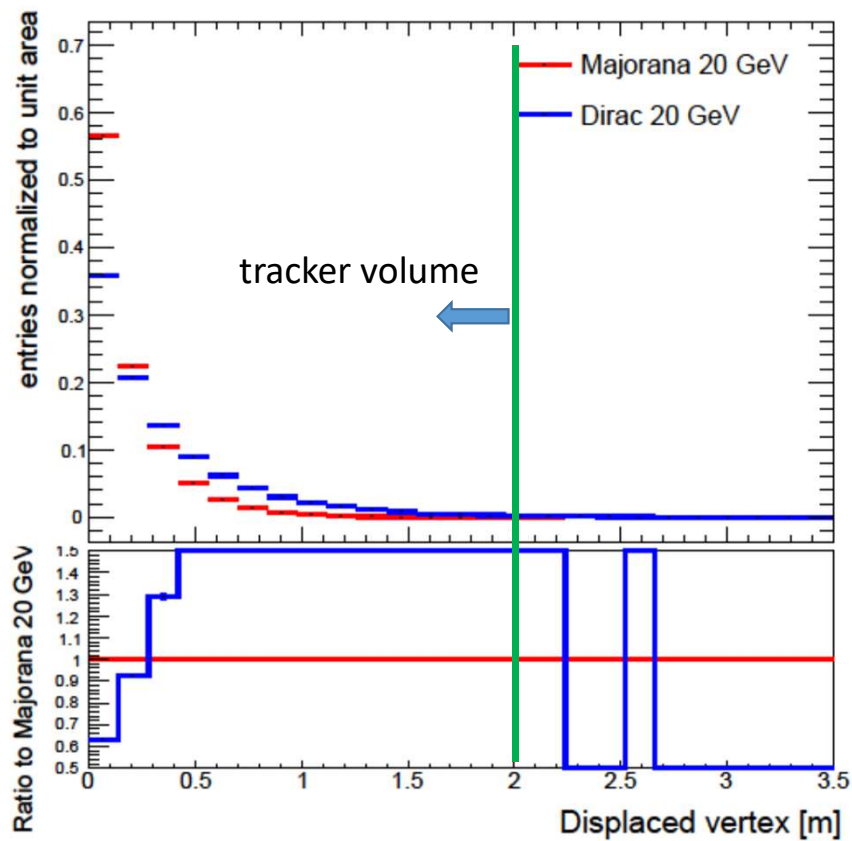 entries normalized to unit area
0.7
0.6
0.5
0.4
0.3
0.2
0.1
0
Majorana 20 GeV
Dirac 20 GeV
tracker volume
Ratio to Majorana 20 GeV
1.5
1.4
1.3
1.2
1.1
1
0.9
0.8
0.7
0.6
0.5
0 0.5 1 1.5 2 2.5 3 3.5
Displaced vertex [m]